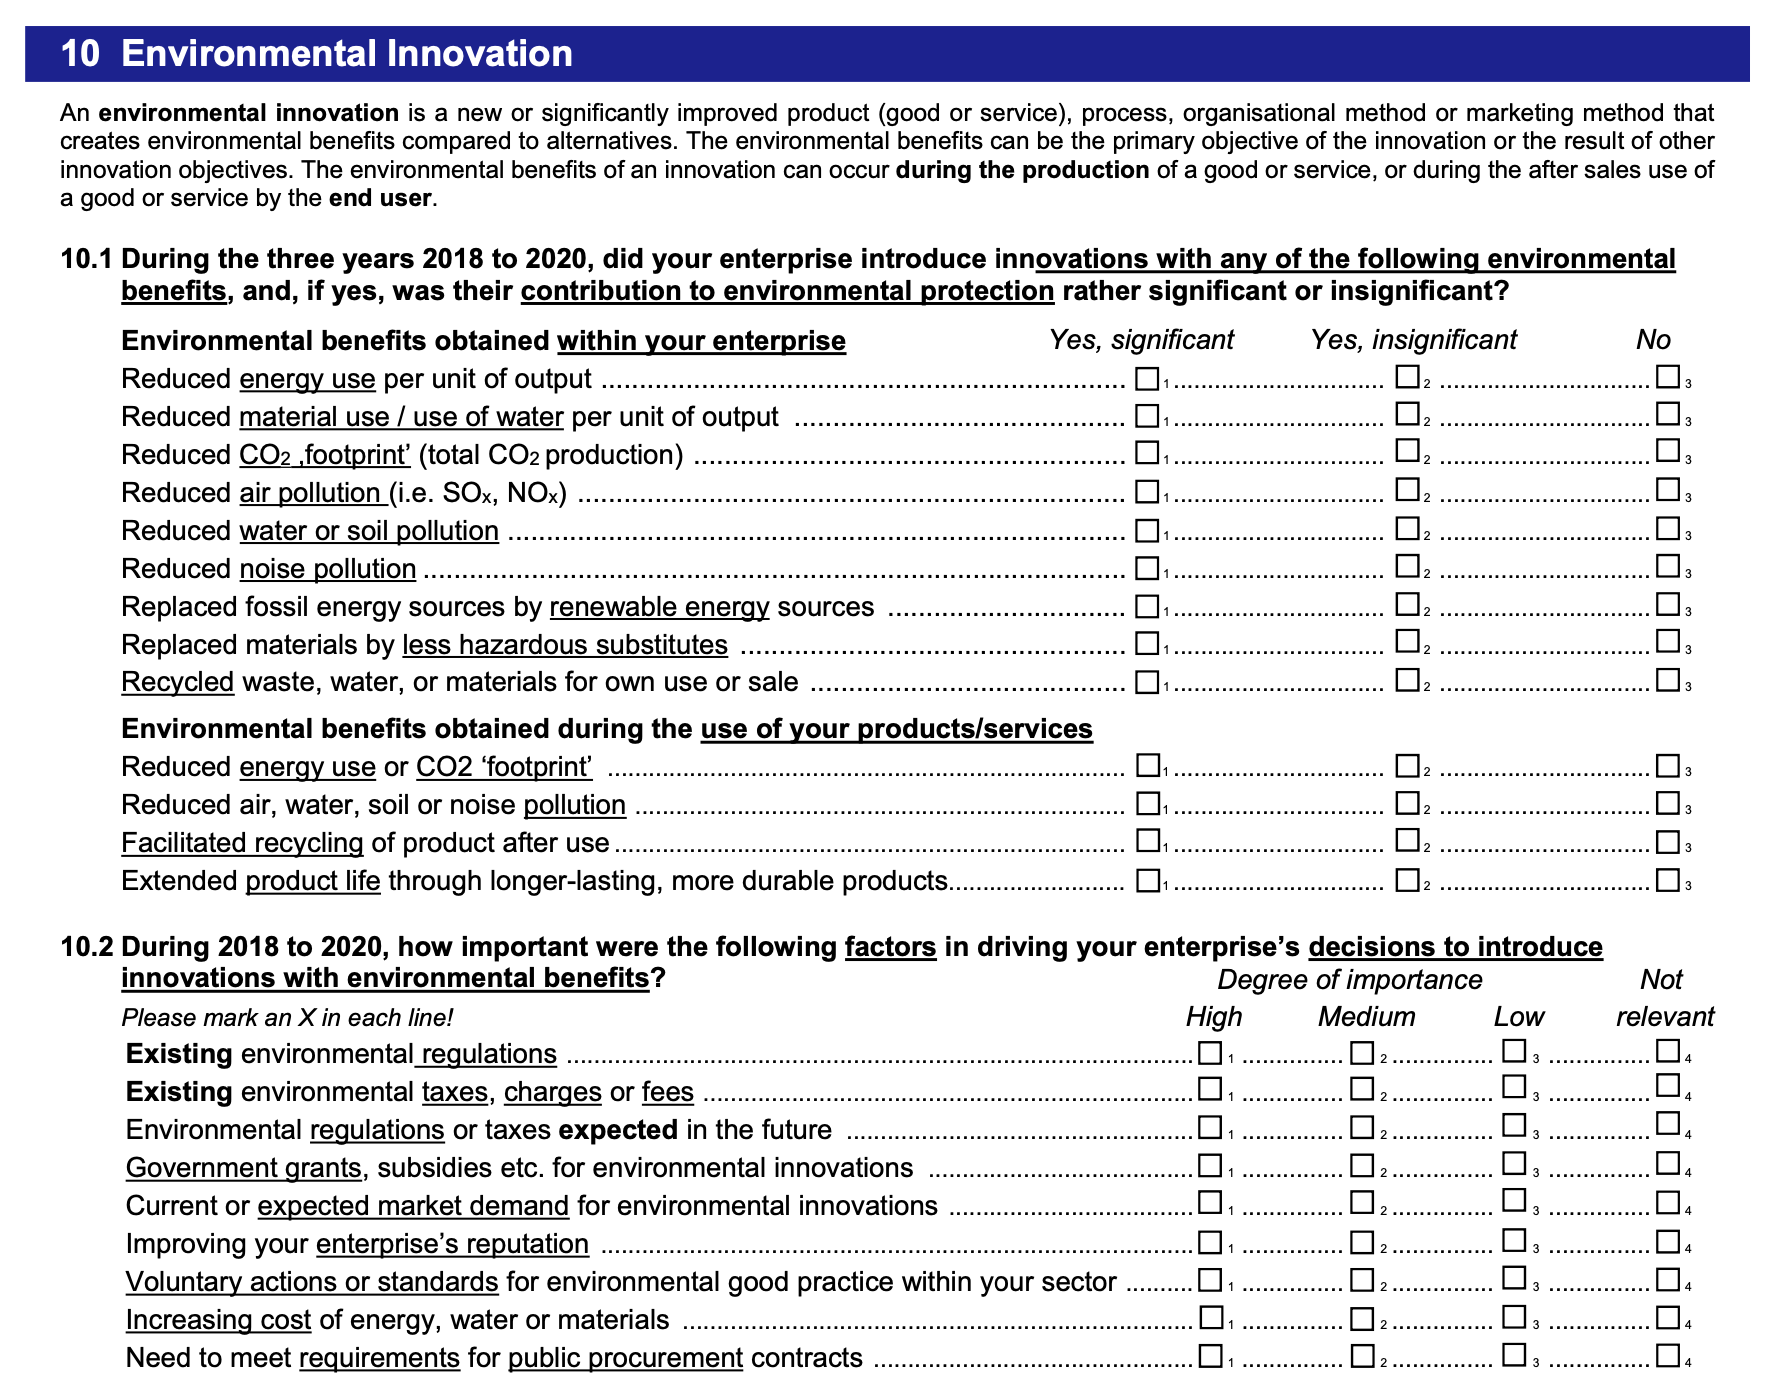 10 Environmental Innovation
An environmental innovation is a new or significantly improved product (good or service), process, organisational method or marketing method that
creates environmental benefits compared to alternatives. The environmental benefits can be the primary objective of the innovation or the result of other
innovation objectives. The environmental benefits of an innovation can occur during the production of a good or service, or during the after sales use of
a good or service by the end user.
10.1 During the three years 2018 to 2020, did your enterprise introduce innovations with any of the following environmental
benefits, and, if yes, was their contribution to environmental protection rather significant or insignificant?
Environmental benefits obtained within your enterprise Yes, significant Yes, insignificant No
Reduced energy use per unit of output ☐1 ☐2 ☐3
Reduced material use / use of water per unit of output ☐1 ☐2 ☐3
Reduced CO2 ‚footprint’ (total CO2 production) ☐1 ☐2 ☐3
Reduced air pollution (i.e. SOx, NOx) ☐1 ☐2 ☐3
Reduced water or soil pollution ☐1 ☐2 ☐3
Reduced noise pollution ☐1 ☐2 ☐3
Replaced fossil energy sources by renewable energy sources ☐1 ☐2 ☐3
Replaced materials by less hazardous substitutes ☐1 ☐2 ☐3
Recycled waste, water, or materials for own use or sale ☐1 ☐2 ☐3
Environmental benefits obtained during the use of your products/services
Reduced energy use or CO2 ‘footprint’ ☐1 ☐2 ☐3
Reduced air, water, soil or noise pollution ☐1 ☐2 ☐3
Facilitated recycling of product after use ☐1 ☐2 ☐3
Extended product life through longer-lasting, more durable products ☐1 ☐2 ☐3
10.2 During 2018 to 2020, how important were the following factors in driving your enterprise’s decisions to introduce
innovations with environmental benefits? Degree of importance Not
Please mark an X in each line! High Medium Low relevant
Existing environmental regulations ☐1 ☐2 ☐3 ☐4
Existing environmental taxes, charges or fees ☐1 ☐2 ☐3 ☐4
Environmental regulations or taxes expected in the future ☐1 ☐2 ☐3 ☐4
Government grants, subsidies etc. for environmental innovations ☐1 ☐2 ☐3 ☐4
Current or expected market demand for environmental innovations ☐1 ☐2 ☐3 ☐4
Improving your enterprise’s reputation ☐1 ☐2 ☐3 ☐4
Voluntary actions or standards for environmental good practice within your sector ☐1 ☐2 ☐3 ☐4
Increasing cost of energy, water or materials ☐1 ☐2 ☐3 ☐4
Need to meet requirements for public procurement contracts ☐1 ☐2 ☐3 ☐4